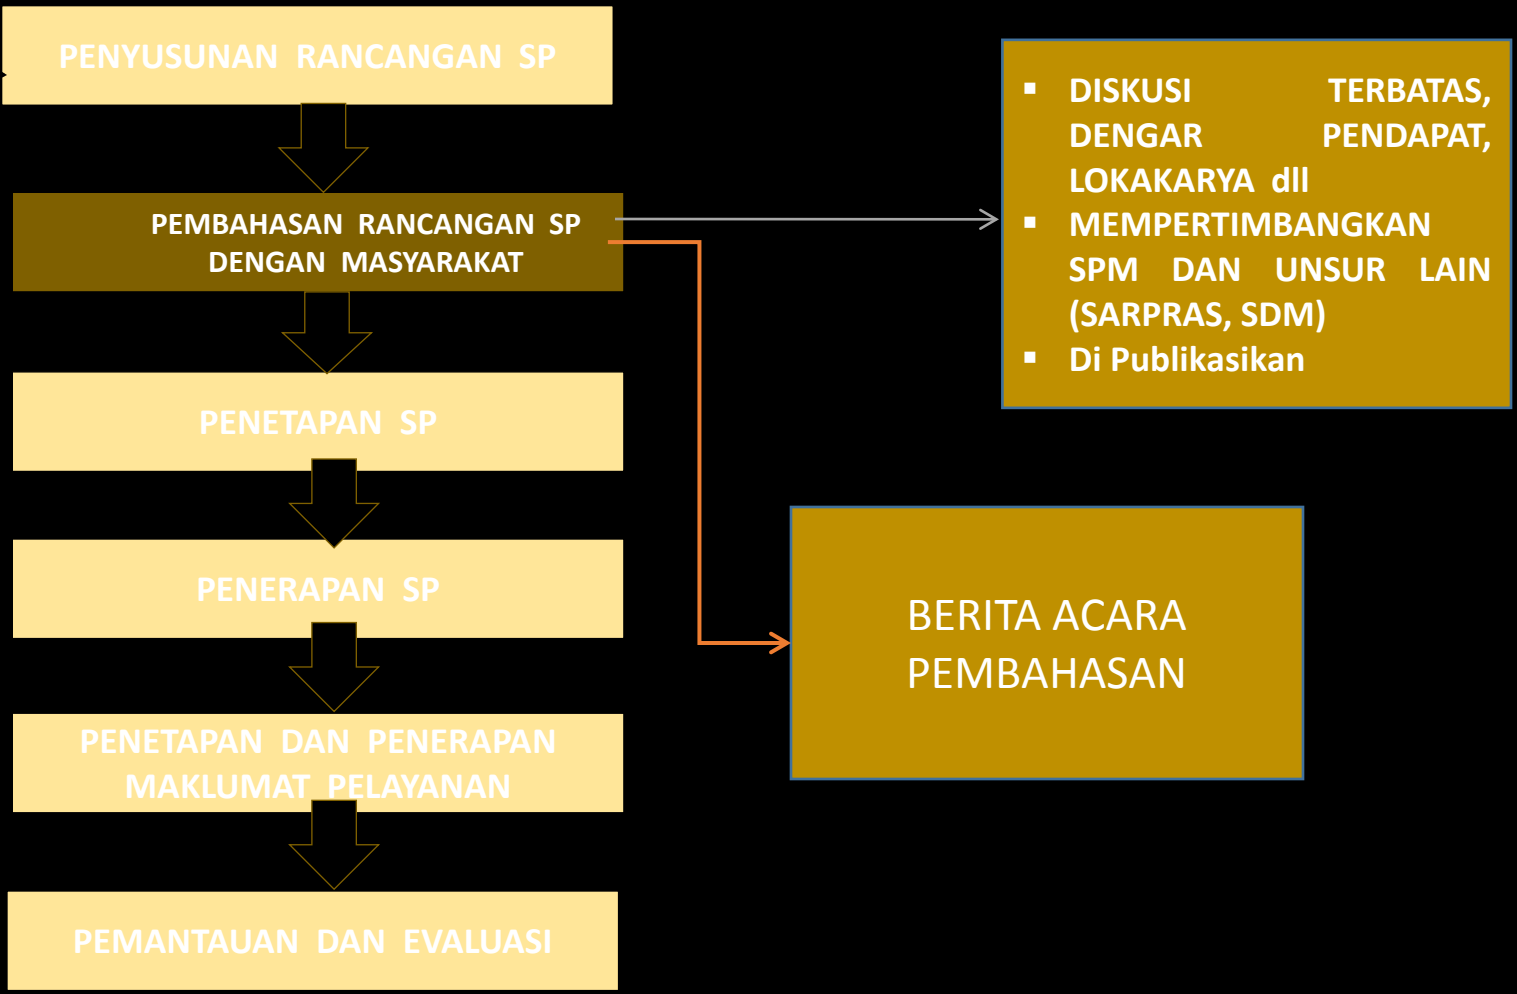 PENYUSUNAN RANCANGAN SP
PEMBAHASAN RANCANGAN SP
DENGAN MASYARAKAT
PENETAPAN SP
PENERAPAN SP
PENETAPAN DAN PENERAPAN
MAKLUMAT PELAYANAN
PEMANTAUAN DAN EVALUASI
▪ DISKUSI TERBATAS,
DENGAR PENDAPAT,
LOKAKARYA dll
▪ MEMPERTIMBANGKAN
SPM DAN UNSUR LAIN
(SARPRAS, SDM)
▪ Di Publikasikan
BERITA ACARA
PEMBAHASAN